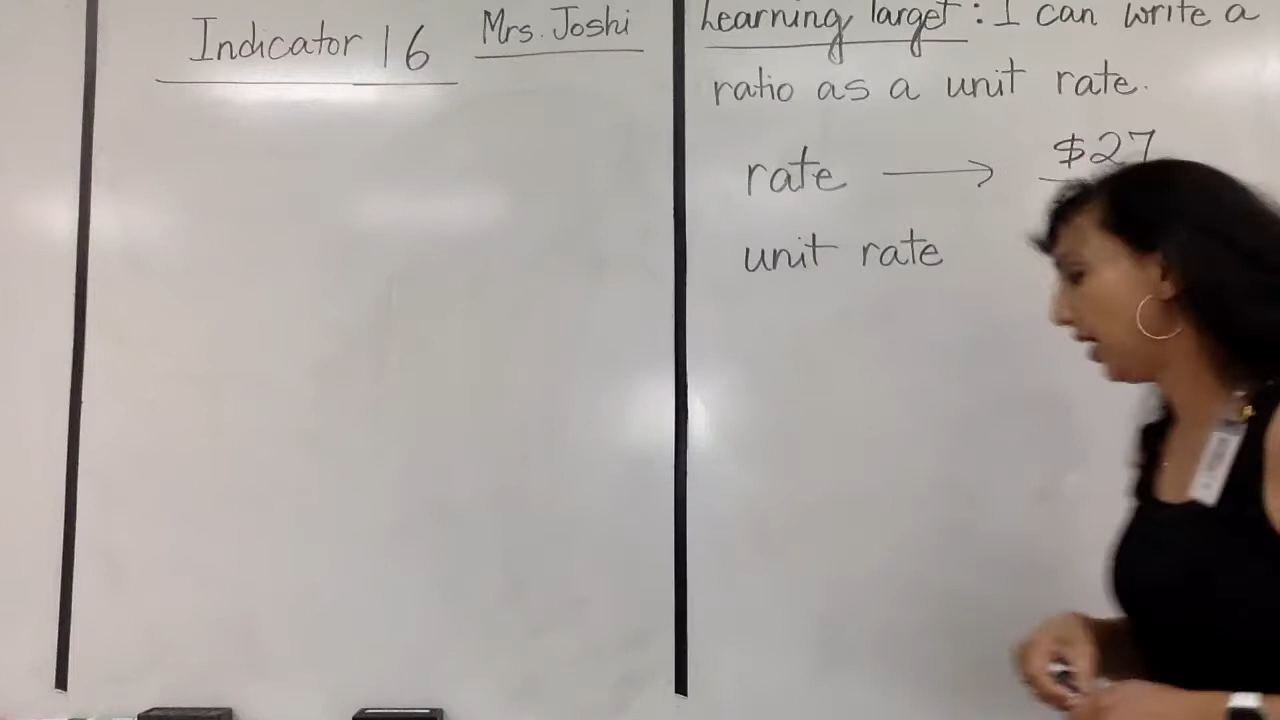 Indicator 16
Mrs. Joshi
Learning Target : I can write a
ratio as a unit rate.
rate → $27
unit rate